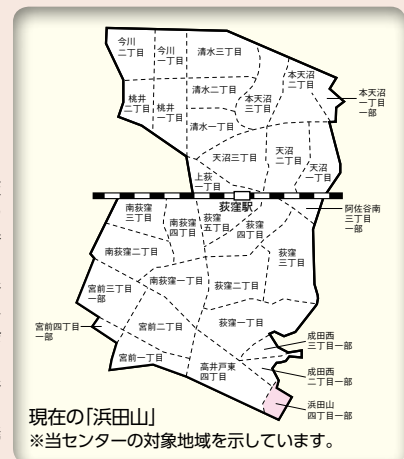 今川
二丁目
今川
一丁目
清水三丁目
本天沼
二丁目
本天沼
一丁目
一部
桃井
二丁目
桃井
一丁目
清水二丁目
本天沼
三丁目
清水一丁目
天沼三丁目
天沼
二丁目
天沼
一丁目
上荻
一丁目
荻窪駅
阿佐谷南
三丁目
一部
南荻窪
三丁目
南荻窪
四丁目
荻窪
五丁目
荻窪
四丁目
荻窪
三丁目
南荻窪二丁目
南荻窪一丁目
荻窪二丁目
宮前三丁目
一部
宮前四丁目
一部
宮前二丁目
荻窪一丁目
成田西
三丁目一部
宮前一丁目
高井戸東
四丁目
成田西
二丁目一部
浜田山
四丁目一部
現在の「浜田山」
※当センターの対象地域を示しています。